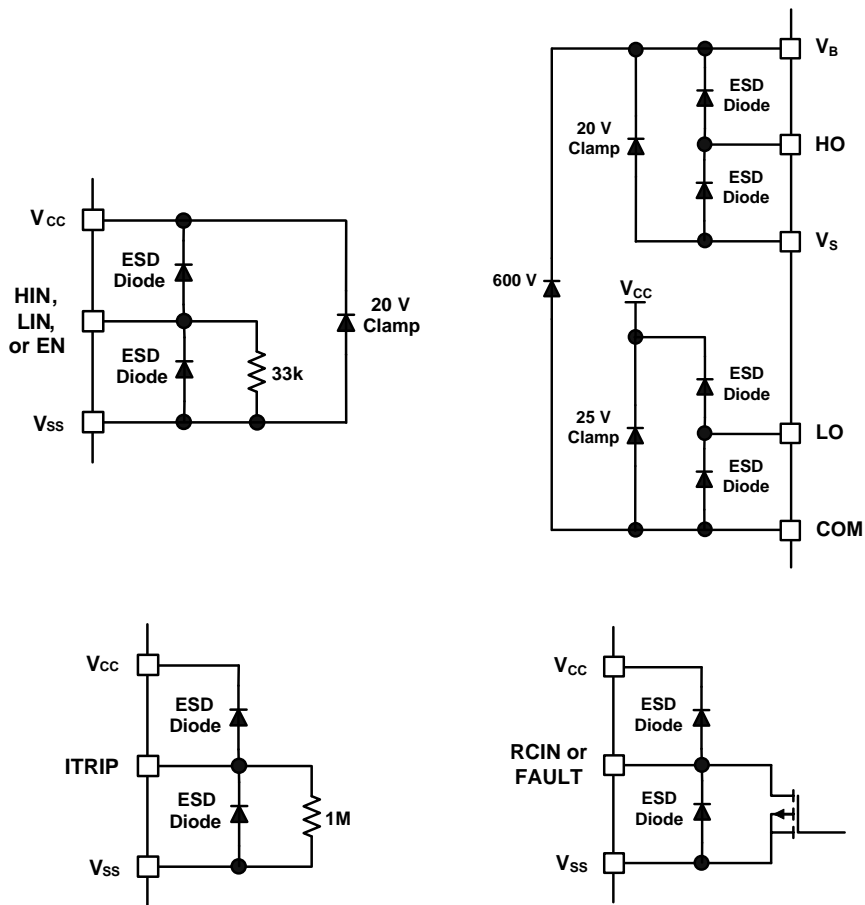 VCC
ESD
Diode
HIN,
LIN,
or EN
ESD
Diode
33k
20 V
Clamp
VSS
VB
ESD
Diode
20 V
Clamp
HO
ESD
Diode
VS
600 V
VCC
ESD
Diode
25 V
Clamp
LO
ESD
Diode
COM
VCC
ESD
Diode
ITRIP
ESD
Diode
1M
VSS
VCC
ESD
Diode
RCIN or
FAULT
ESD
Diode
VSS